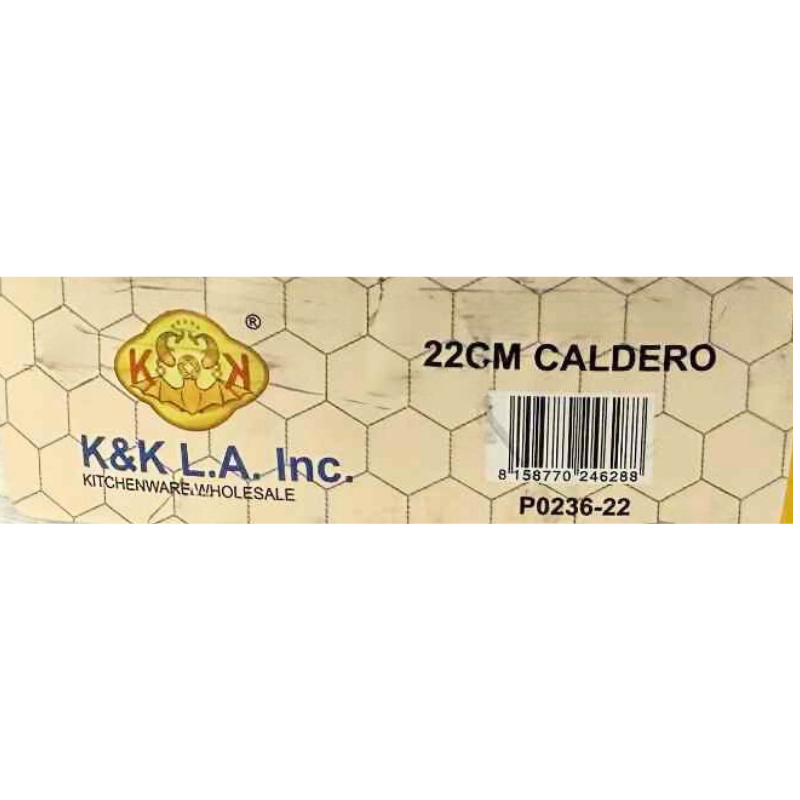 K K
®
K&K L.A. Inc.
KITCHENWARE WHOLESALE
22CM CALDERO
8 158770 246288
P0236-22